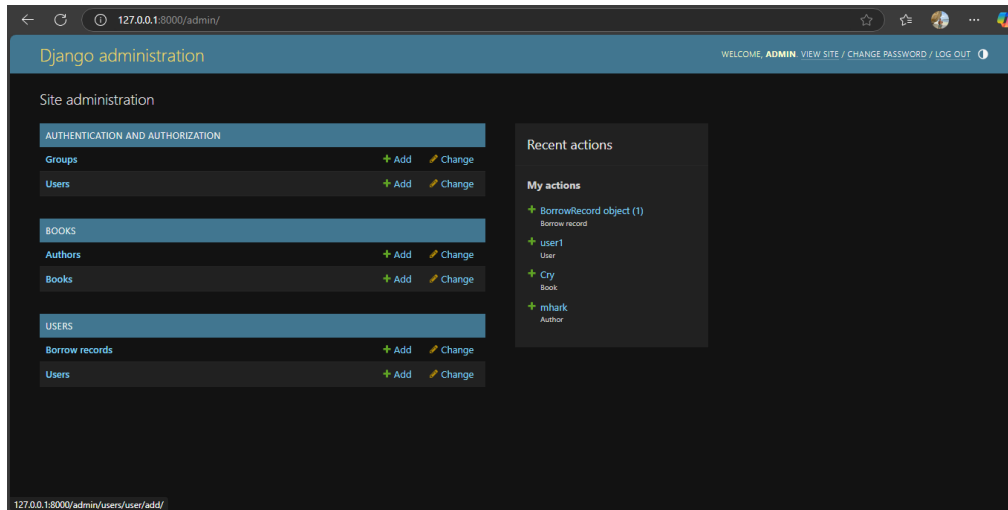 127.0.0.1:8000/admin/
Django administration
WELCOME, ADMIN. VIEW SITE / CHANGE PASSWORD / LOG OUT
Site administration
AUTHENTICATION AND AUTHORIZATION
Groups + Add Change
Users + Add Change
BOOKS
Authors + Add Change
Books + Add Change
USERS
Borrow records + Add Change
Users + Add Change
Recent actions
My actions
+ BorrowRecord object (1)
Borrow record
+ user1
User
+ Cry
Book
+ mhark
Author
127.0.0.1:8000/admin/users/user/add/